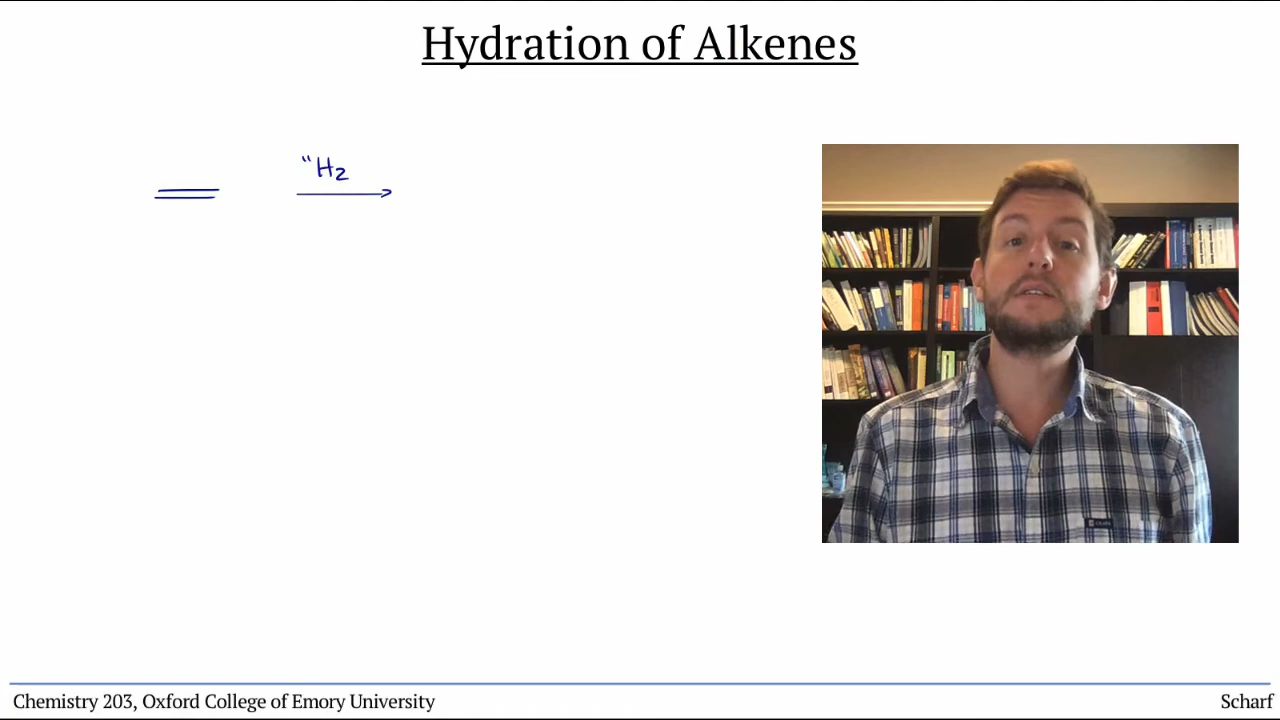 Hydration of Alkenes
"H2
Chemistry 203, Oxford College of Emory University
Scharf